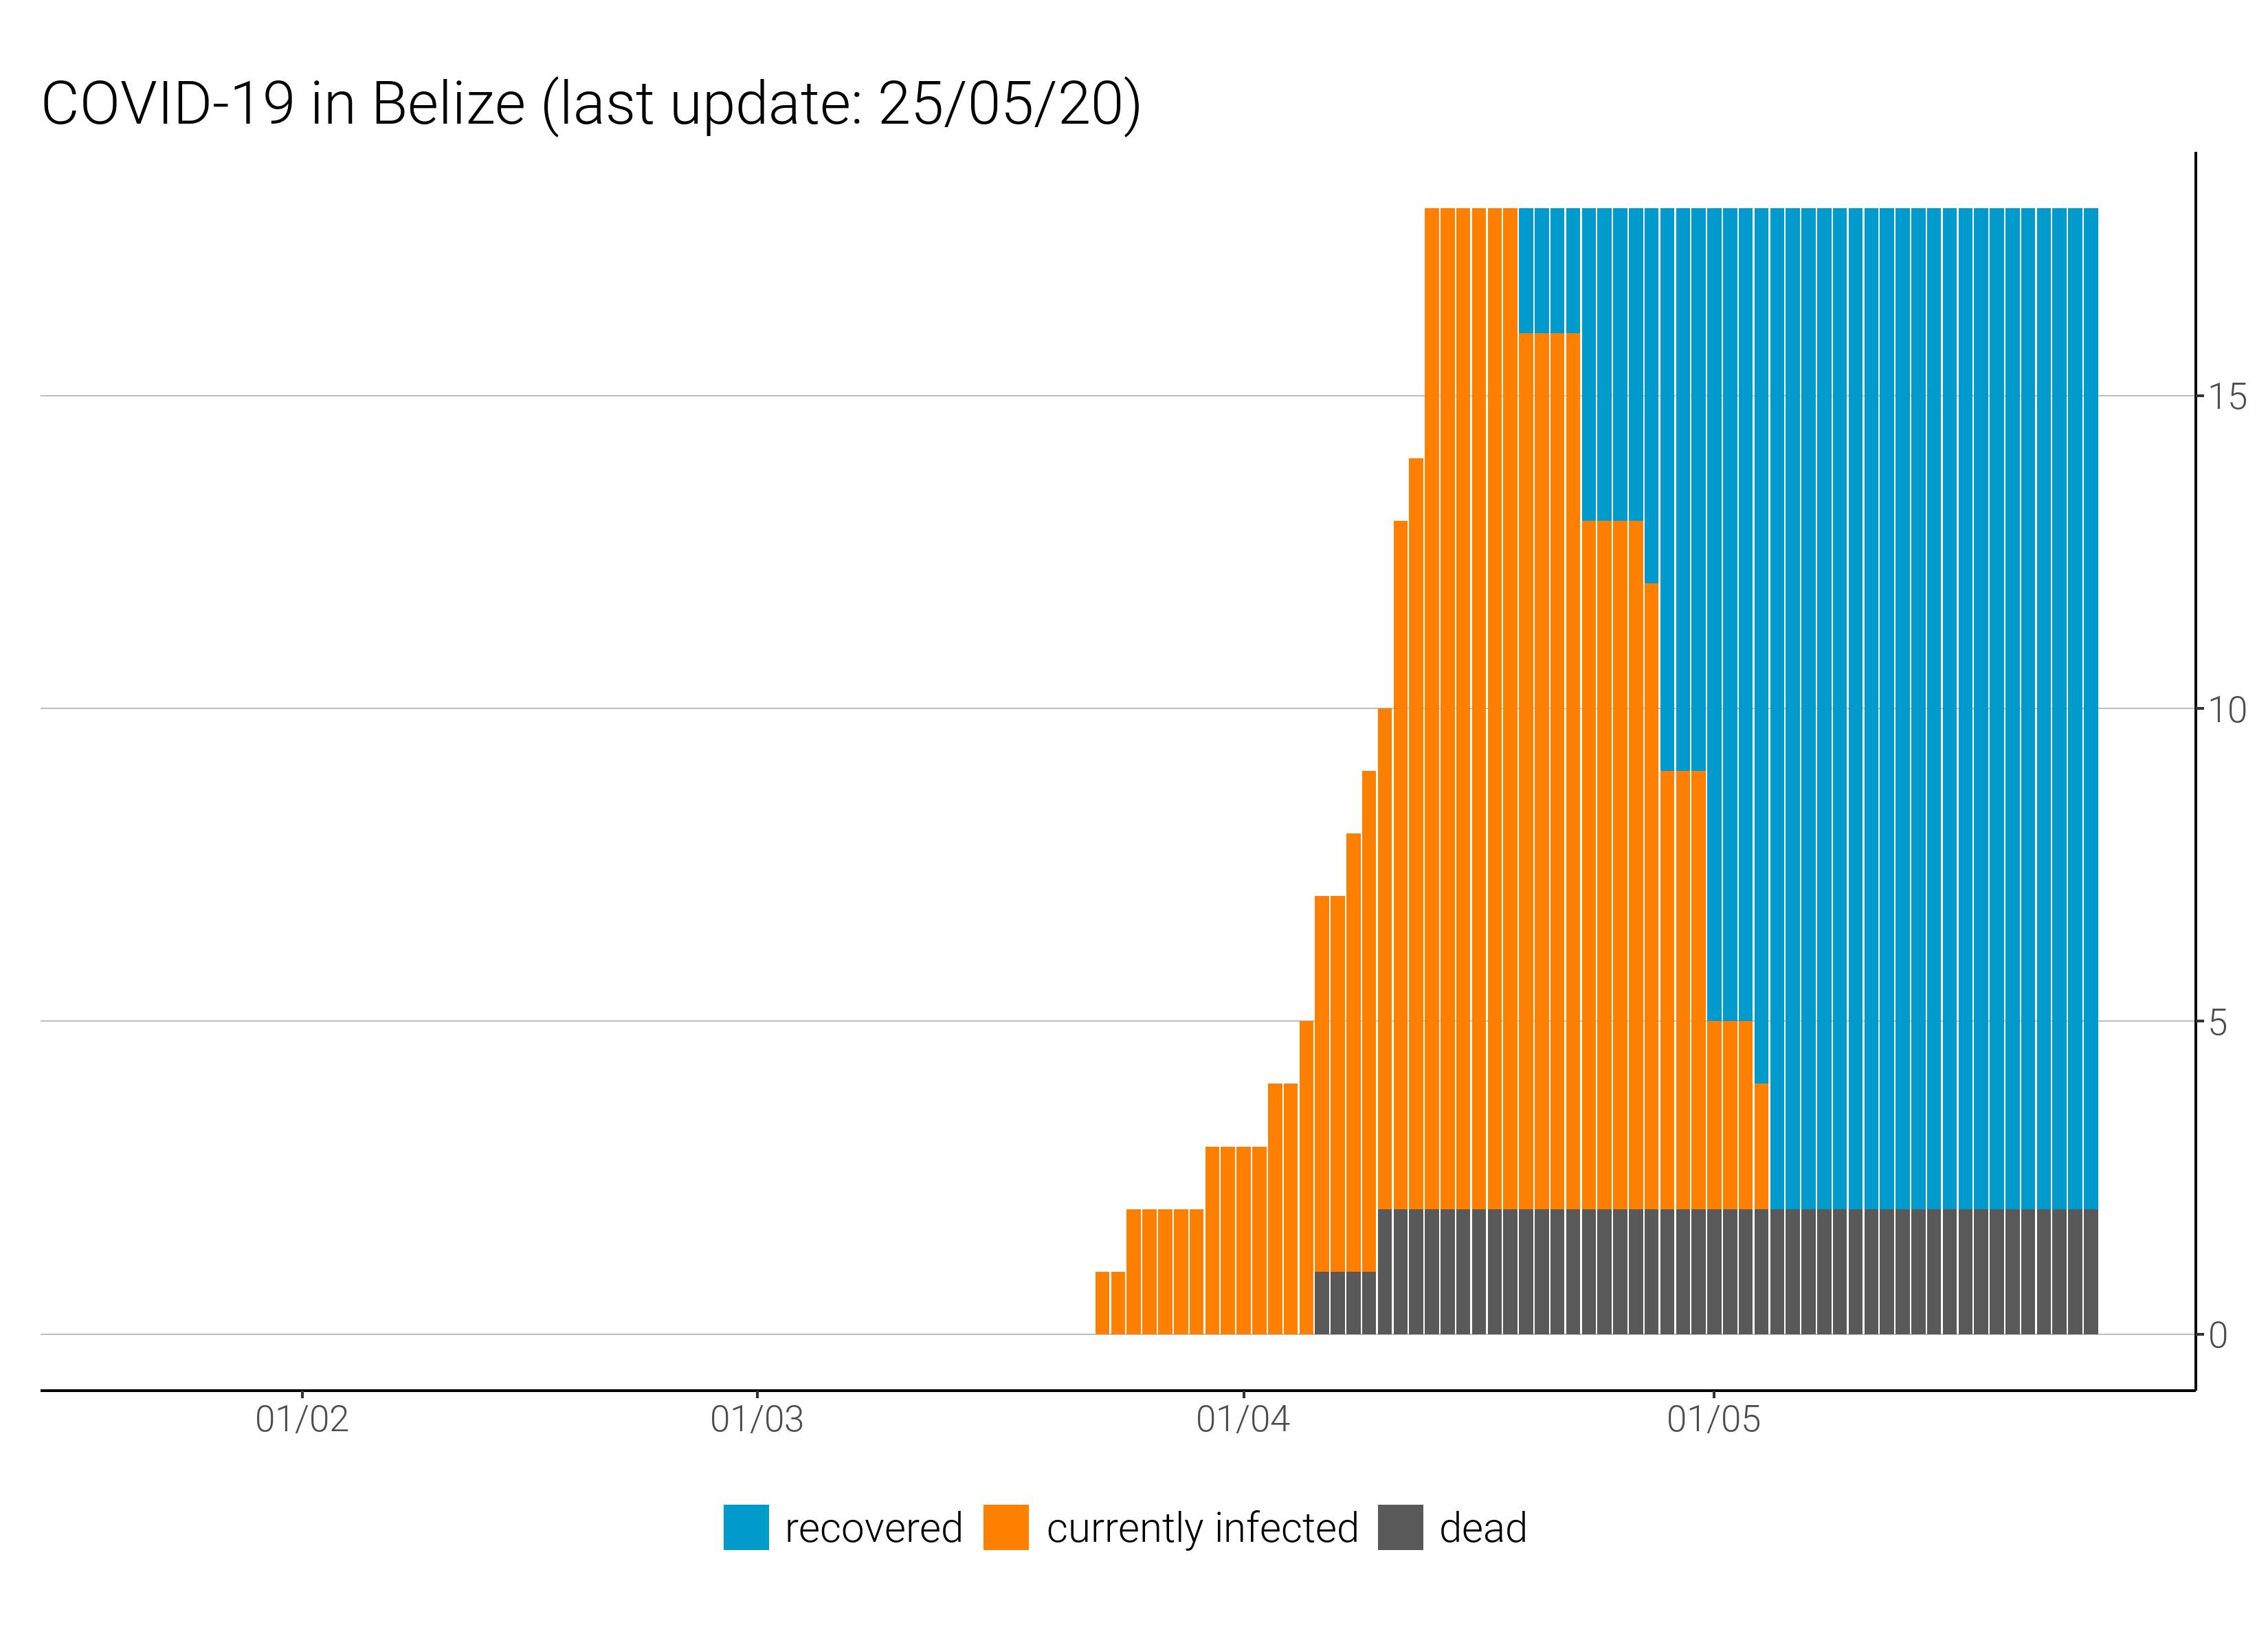 COVID-19 in Belize (last update: 25/05/20)
15
10
5
0
01/02 01/03 01/04 01/05
recovered currently infected dead